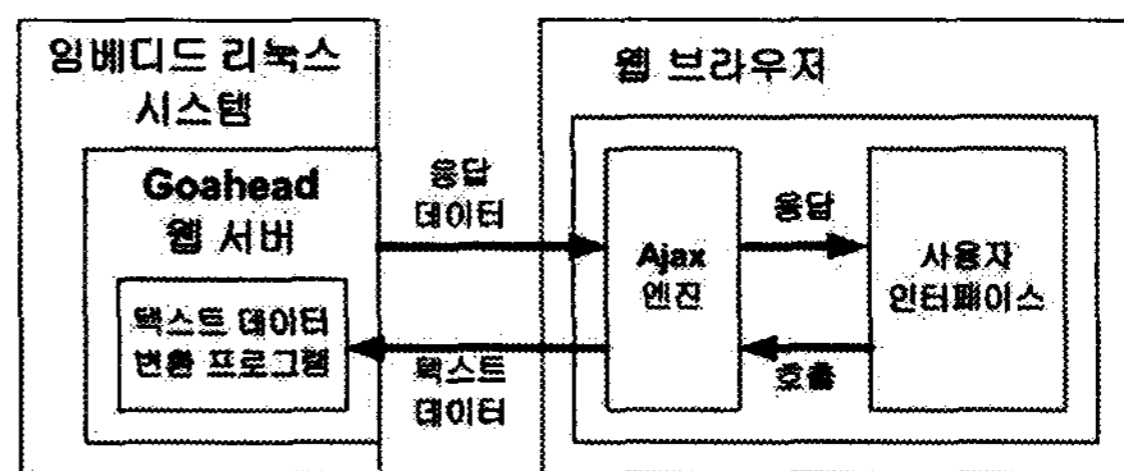 임베디드 리눅스
시스템
Goahead
웹 서버
텍스트 데이터
변환 프로그램
응답
데이터
텍스트
데이터
웹 브라우저
Ajax
엔진
응답
호출
사용자
인터페이스